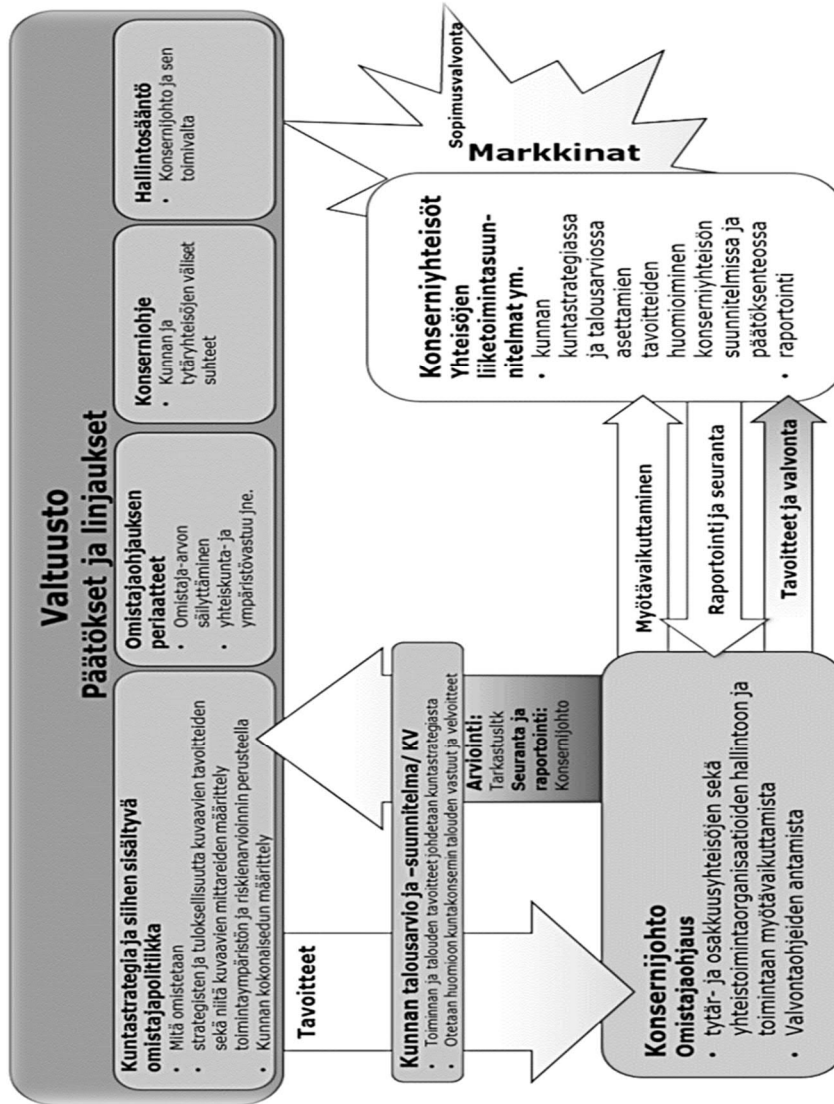 Valtuusto
Päätökset ja linjaukset
Kuntastrategia ja siihen sisältyvä
omistajapolitiikka
• Mitä omistetaan
• strategisten ja tuloksellisuutta kuvaavien tavoitteiden
sekä niitä kuvaavien mittareiden määrittely
toimintaympäristön ja riskienarvioinnin perusteella
• Kunnan kokonaisedun määrittely
Omistajaohjauksen
periaatteet
• Omistaja-arvon
säilyttäminen
• yhteiskunta- ja
ympäristövastuu jne.
Konserniohje
• Kunnan ja
tytäryhteisöjen väliset
suhteet
Hallintosääntö
• Konsernijohto ja sen
toimivalta
Tavoitteet
Kunnan talousarvio ja –suunnitelma/ KV
• Toiminnan ja talouden tavoitteet johdetaan kuntastrategiasta
• Otetaan huomioon kuntakonsernin talouden vastuut ja velvoitteet
Arviointi:
Tarkastusltk
Seuranta ja
raportointi:
Konsernijohto
Konsernijohto
Omistajaohjaus
• tytär- ja osakkuusyhteisöjen sekä
yhteistoimintaorganisaatioiden hallintoon ja
toimintaan myötävaikuttamista
• Valvontaohjeiden antamista
Myötävaikuttaminen
Raportointi ja seuranta
Tavoitteet ja valvonta
Konserniyhteisöt
Yhteisöjen
liiketoimintasuun-
nitelmat ym.
• kunnan
kuntastrategiassa
ja talousarviossa
asettamien
tavoitteiden
huomioiminen
konserniyhteisön
suunnitelmissa ja
päätöksenteossa
• raportointi
Sopimusvalvonta
Markkinat